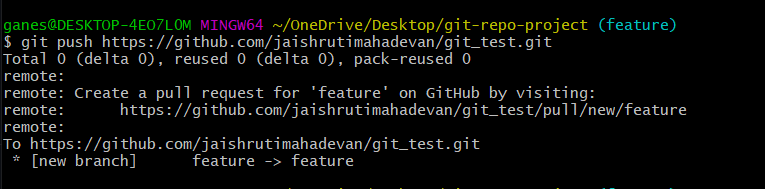 ganes@DESKTOP-4EO7L0M MINGW64 ~/OneDrive/Desktop/git-repo-project (feature)
$ git push https://github.com/jaishrutimahadevan/git_test.git
Total 0 (delta 0), reused 0 (delta 0), pack-reused 0
remote:
remote: Create a pull request for 'feature' on GitHub by visiting:
remote:      https://github.com/jaishrutimahadevan/git_test/pull/new/feature
remote:
To https://github.com/jaishrutimahadevan/git_test.git
 * [new branch]      feature -> feature